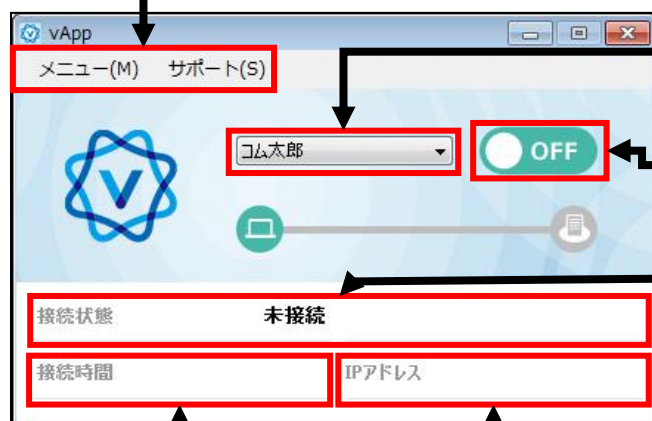 vApp
メニュー(M) サポート(S)
コム太郎 OFF
V
接続状態 未接続
接続時間 IPアドレス